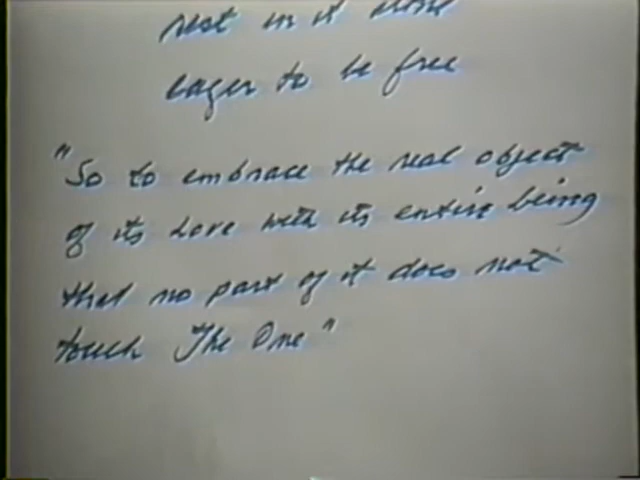 rest in it alone
eager to be free
"So to embrace the real object
of its Love with its entire being
that no part of it does not
touch The One"